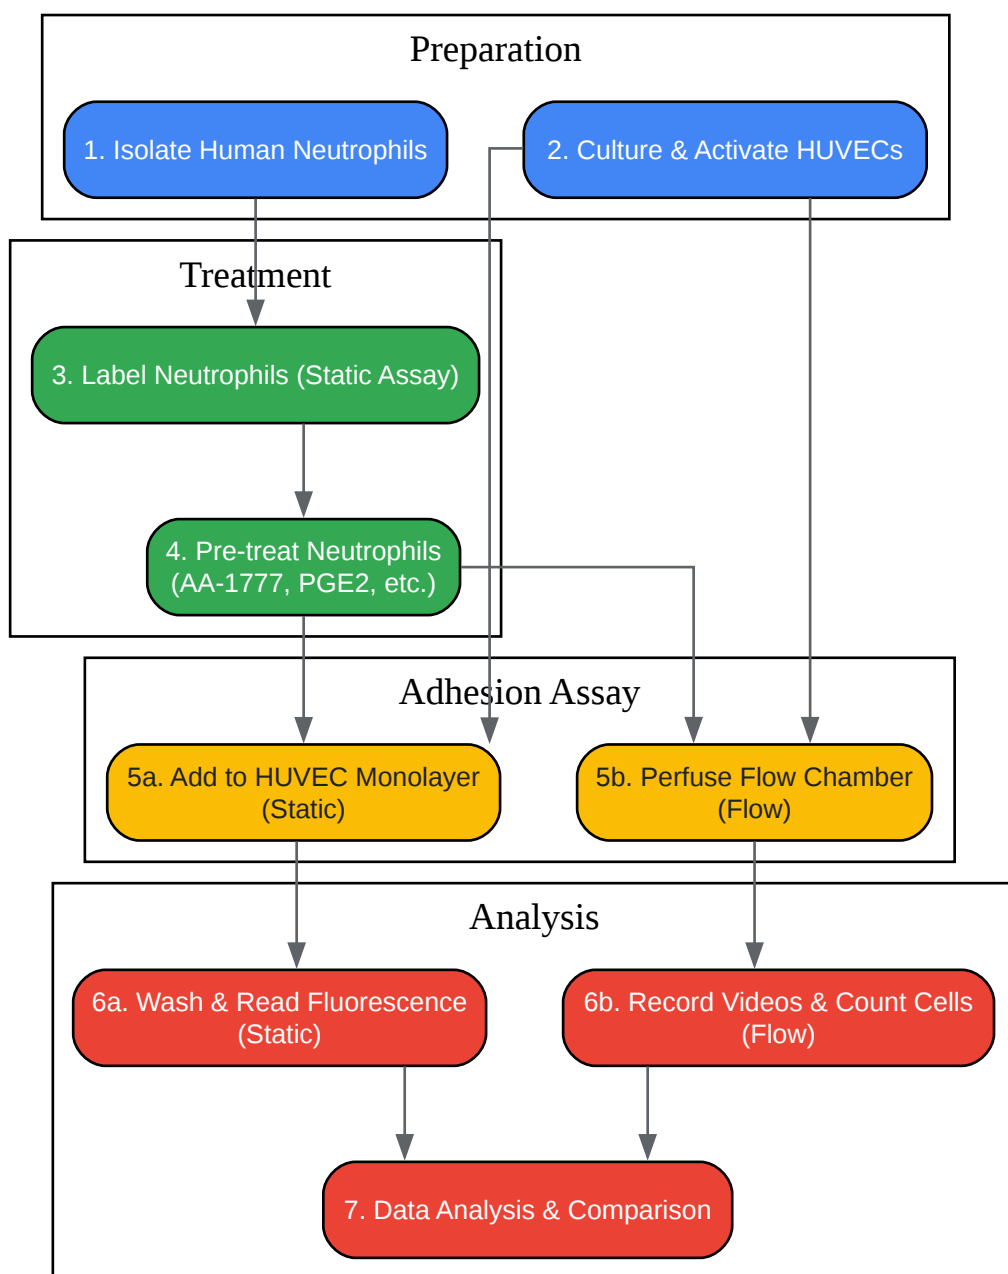 Preparation
1. Isolate Human Neutrophils
2. Culture & Activate HUVECs
Treatment
3. Label Neutrophils (Static Assay)
4. Pre-treat Neutrophils
(AA-1777, PGE2, etc.)
Adhesion Assay
5a. Add to HUVEC Monolayer
(Static)
5b. Perfuse Flow Chamber
(Flow)
Analysis
6a. Wash & Read Fluorescence
(Static)
6b. Record Videos & Count Cells
(Flow)
7. Data Analysis & Comparison